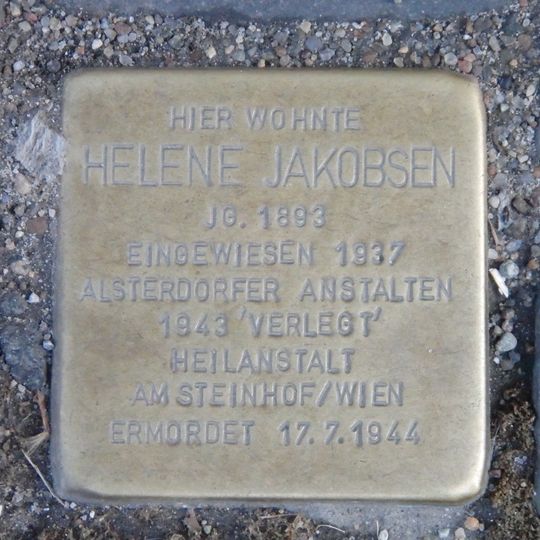 HIER WOHNTE
HELENE JAKOBSEN
JG. 1893
EINGEWIESEN 1937
ALSTERDORFER ANSTALTEN
1943 'VERLEGT'
HEILANSTALT
AM STEINHOF/WIEN
ERMORDET 17.7.1944